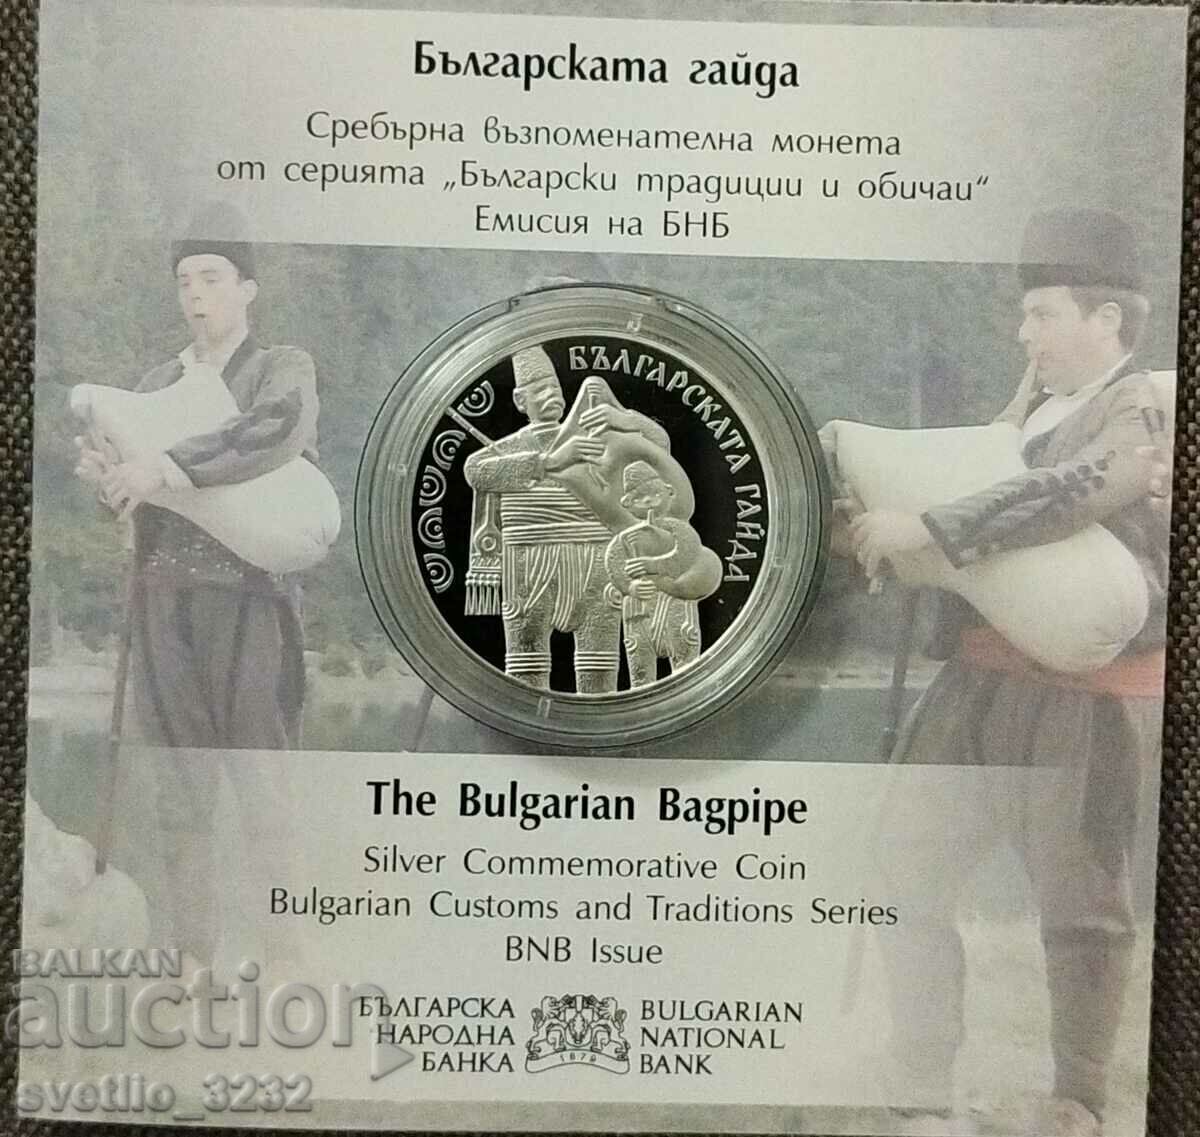 Българската гайда
Сребърна възпоменателна монета
от серията „Български традиции и обичаи“
Емисия на БНБ
БЪЛГАРСКАТА ГАЙДА
The Bulgarian Bagpipe
Silver Commemorative Coin
Bulgarian Customs and Traditions Series
BNB Issue
БЪЛГАРСКА
НАРОДНА
БАНКА
1879
BULGARIAN
NATIONAL
BANK
BALKAN
auction
svetlio_3232